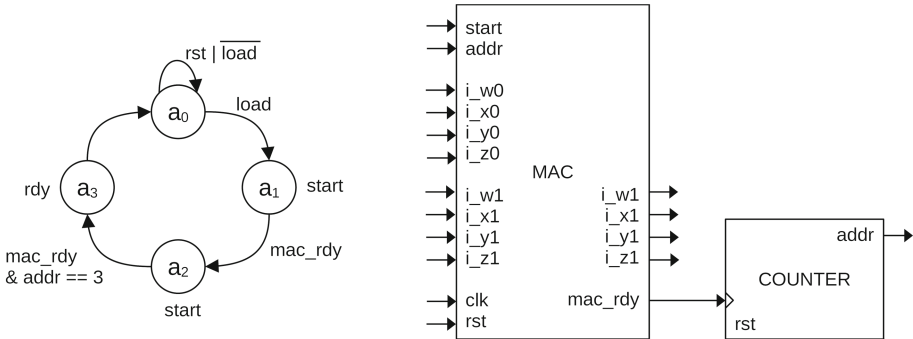 rst | load
a0
load
rdy
a3
a1
start
mac_rdy
& addr == 3
mac_rdy
a2
start
start
addr
i_w0
i_x0
i_y0
i_z0
MAC
i_w1
i_x1
i_y1
i_z1
i_w1
i_x1
i_y1
i_z1
clk
rst
mac_rdy
addr
COUNTER
rst